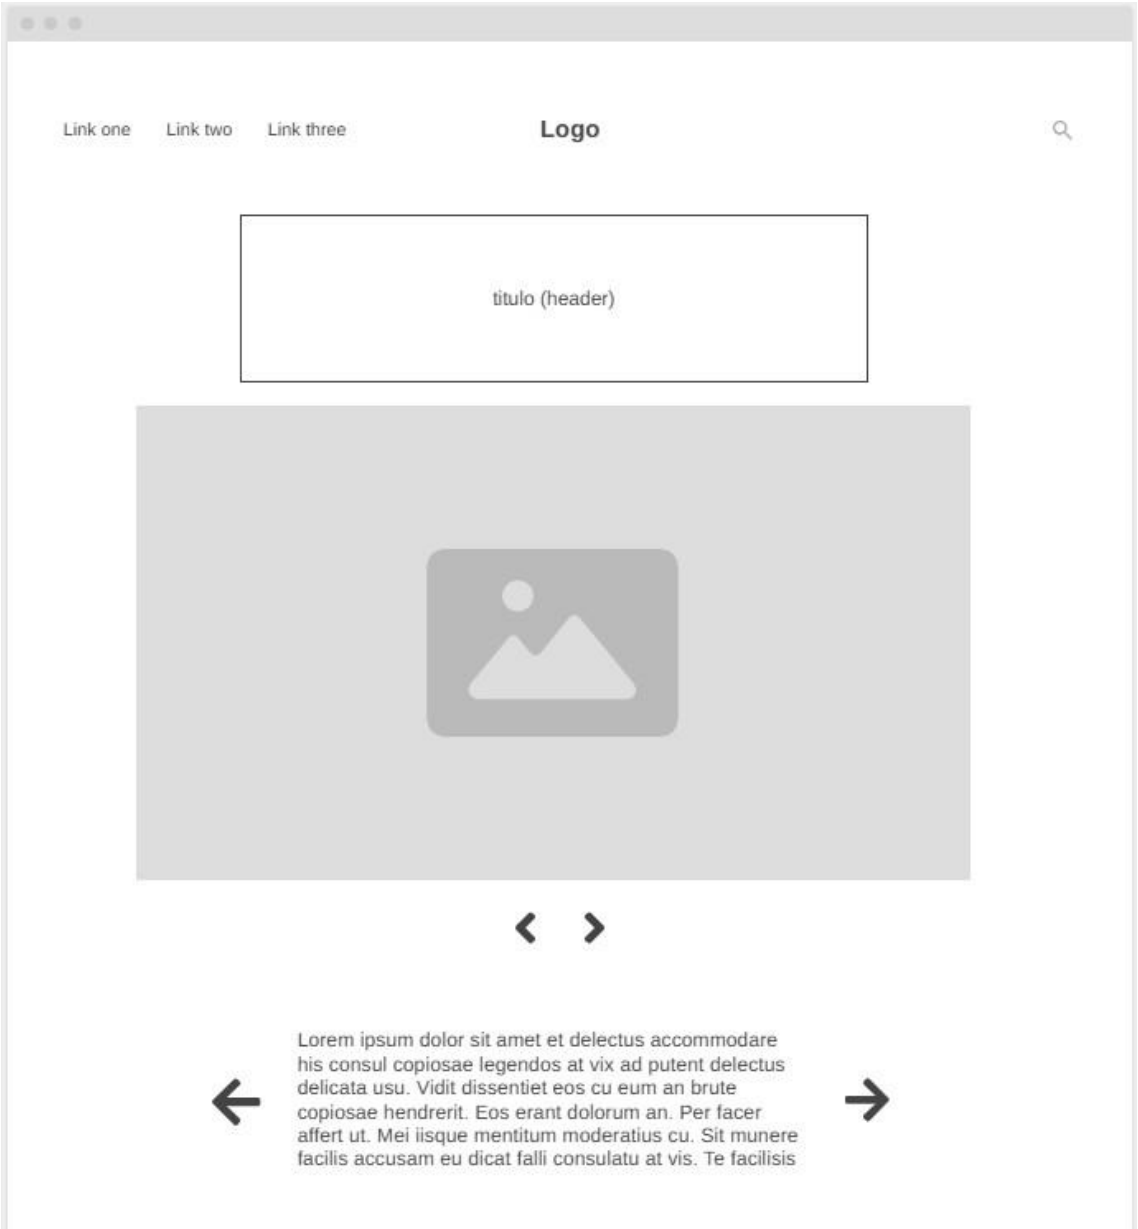 Link one Link two Link three Logo
titulo (header)
Lorem ipsum dolor sit amet et delectus accommodare
his consul copiosae legendos at vix ad putent delectus
delicata usu. Vidit dissentiet eos cu eum an brute
copiosae hendrerit. Eos erant dolorum an. Per facer
affert ut. Mei iisque mentitum moderatius cu. Sit munere
facilis accusam eu dicat falli consulatu at vis. Te facilisis